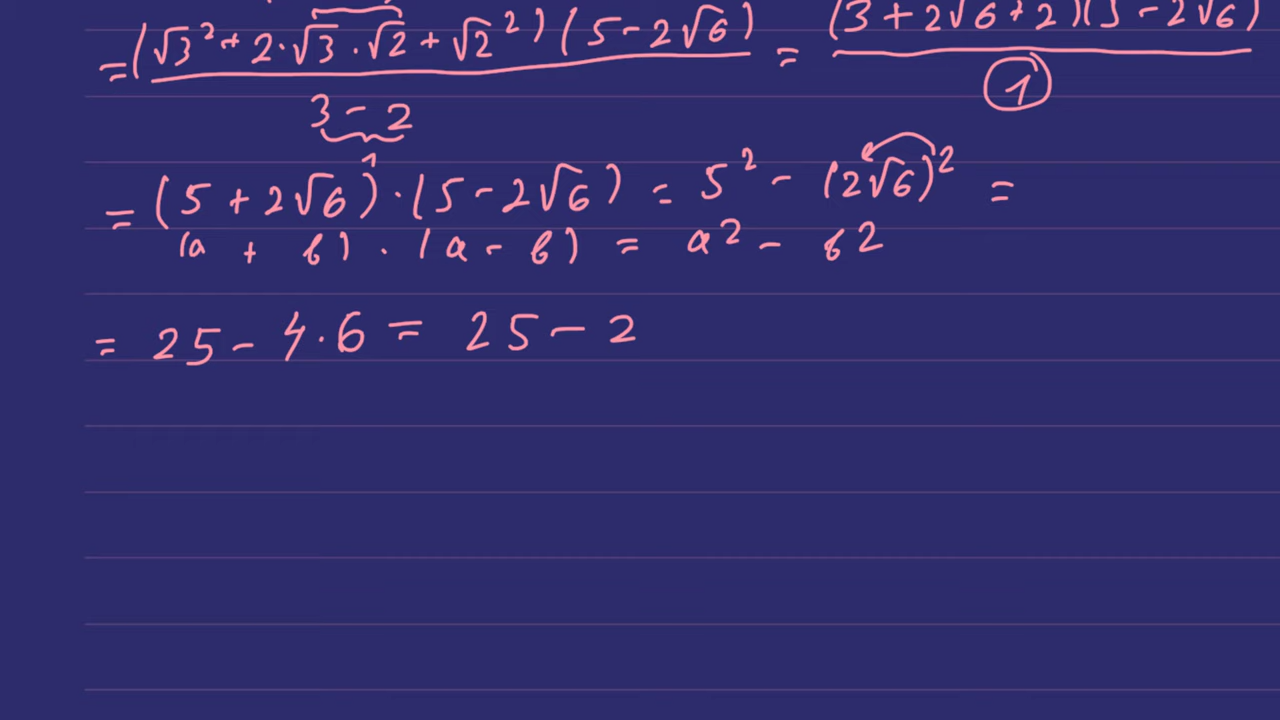 =(√3² + 2·√3·√2 + √2²)(5-2√6) / 3-2 = (3+2√6+2)(5-2√6) / 1
1
= (5+2√6)·(5-2√6) = 5² - (2√6)² =
(a + b) · (a - b) = a² - b²
= 25 - 4·6 = 25 - 2